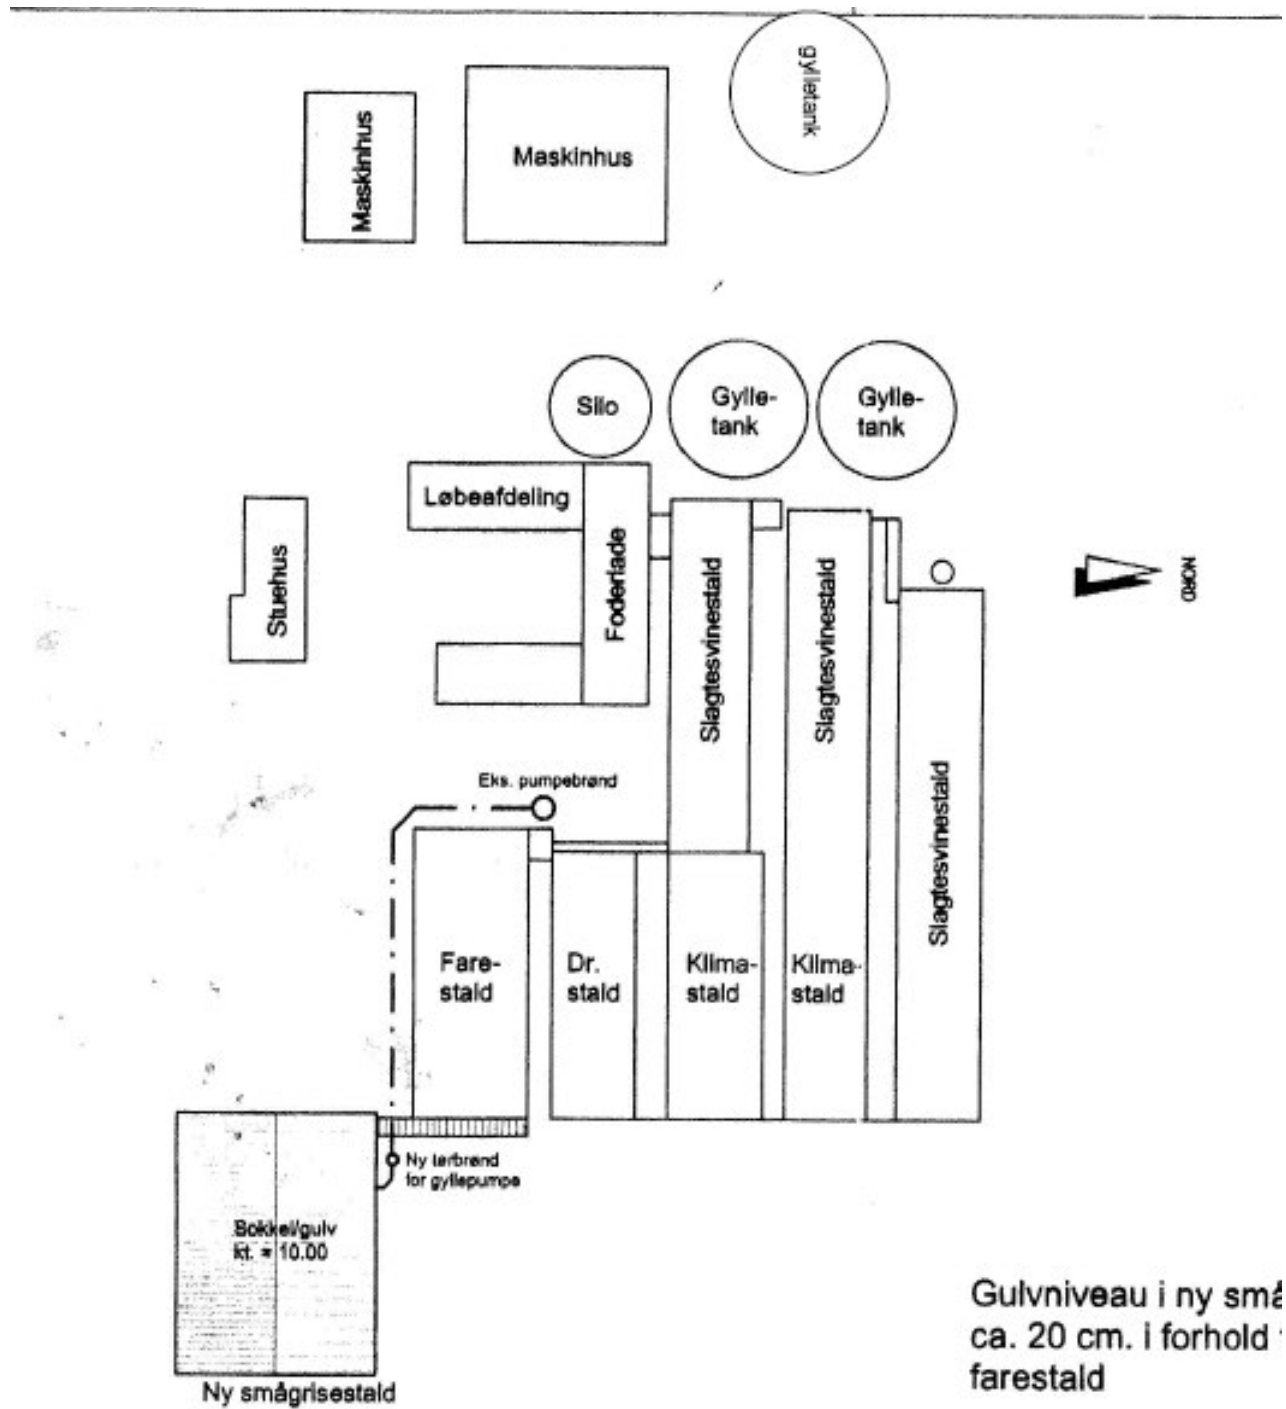 gylletank
Maskinhus
Maskinhus
Silo
Gylle-
tank
Gylle-
tank
Løbeafdeling
Stuehus
Foderlade
Slagtesvinestald
Slagtesvinestald
NORD
Slagtesvinestald
Eks. pumpebrønd
Fare-
stald
Dr.
stald
Klima-
stald
Klima-
stald
Ny tørbrønd
for gyllepumpe
Sokkel/gulv
kt. = 10.00
Ny smågrisestald
Gulvniveau i ny små
ca. 20 cm. i forhold
farestald